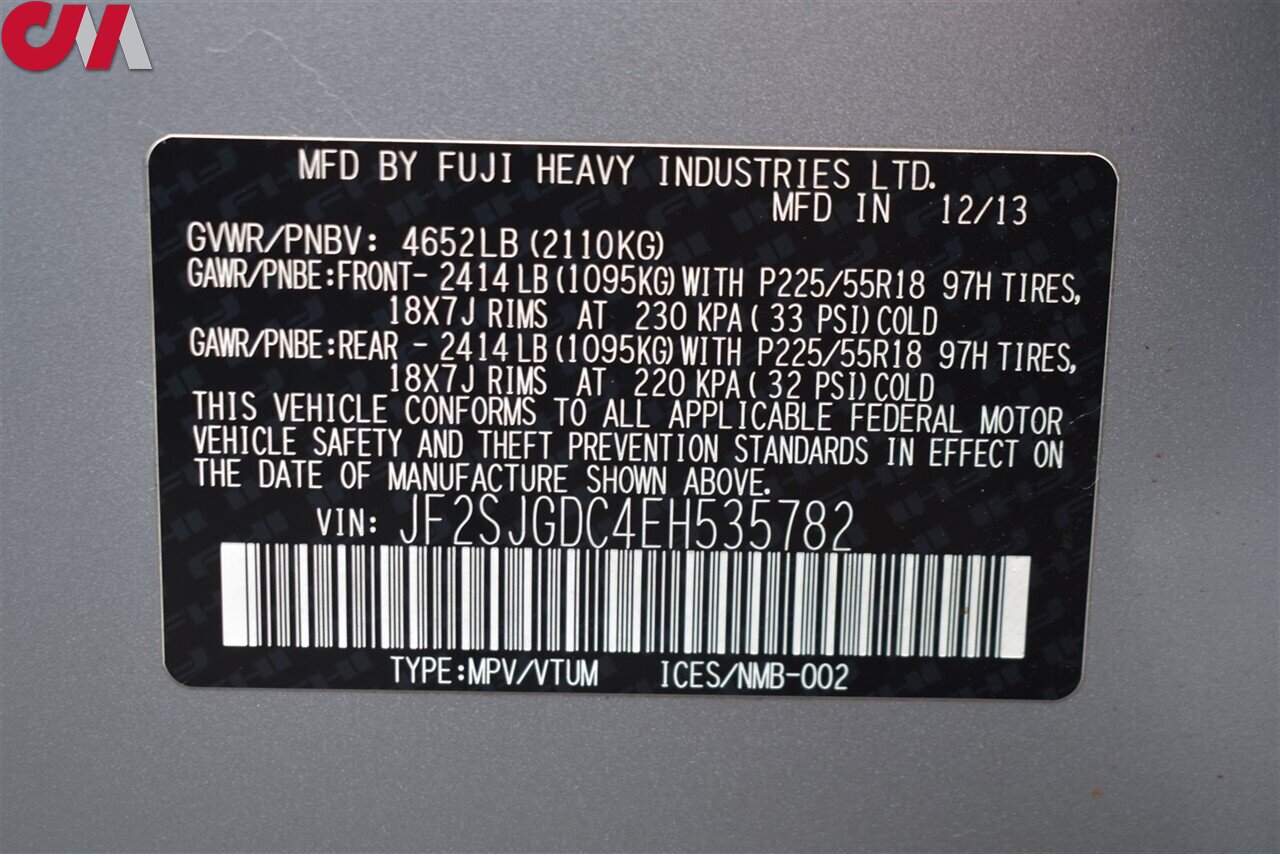 CM
MFD BY FUJI HEAVY INDUSTRIES LTD.
MFD IN 12/13
GVWR/PNBV: 4652LB (2110KG)
GAWR/PNBE:FRONT- 2414 LB (1095KG) WITH P225/55R18 97H TIRES,
18X7J RIMS AT 230 KPA ( 33 PSI) COLD
GAWR/PNBE:REAR - 2414 LB (1095KG) WITH P225/55R18 97H TIRES,
18X7J RIMS AT 220 KPA ( 32 PSI) COLD
THIS VEHICLE CONFORMS TO ALL APPLICABLE FEDERAL MOTOR
VEHICLE SAFETY AND THEFT PREVENTION STANDARDS IN EFFECT ON
THE DATE OF MANUFACTURE SHOWN ABOVE.
VIN: JF2SJGDC4EH535782
TYPE:MPV/VTUM ICES/NMB-002